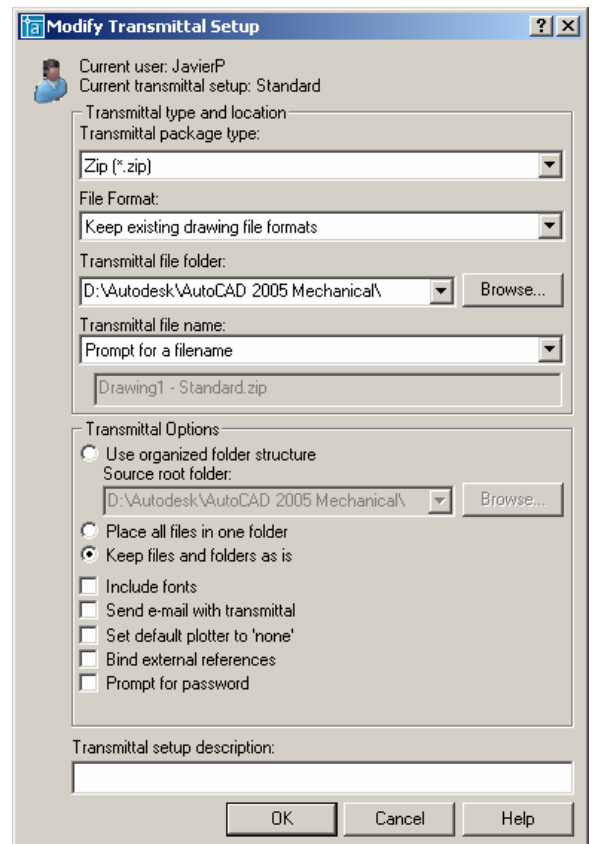 Modify Transmittal Setup
Current user: JavierP
Current transmittal setup: Standard
Transmittal type and location
Transmittal package type:
Zip (*.zip)
File Format:
Keep existing drawing file formats
Transmittal file folder:
D:\Autodesk\AutoCAD 2005 Mechanical\
Browse...
Transmittal file name:
Prompt for a filename
Drawing1 - Standard.zip
Transmittal Options
Use organized folder structure
Source root folder:
D:\Autodesk\AutoCAD 2005 Mechanical\
Browse...
Place all files in one folder
Keep files and folders as is
Include fonts
Send e-mail with transmittal
Set default plotter to 'none'
Bind external references
Prompt for password
Transmittal setup description:
OK
Cancel
Help